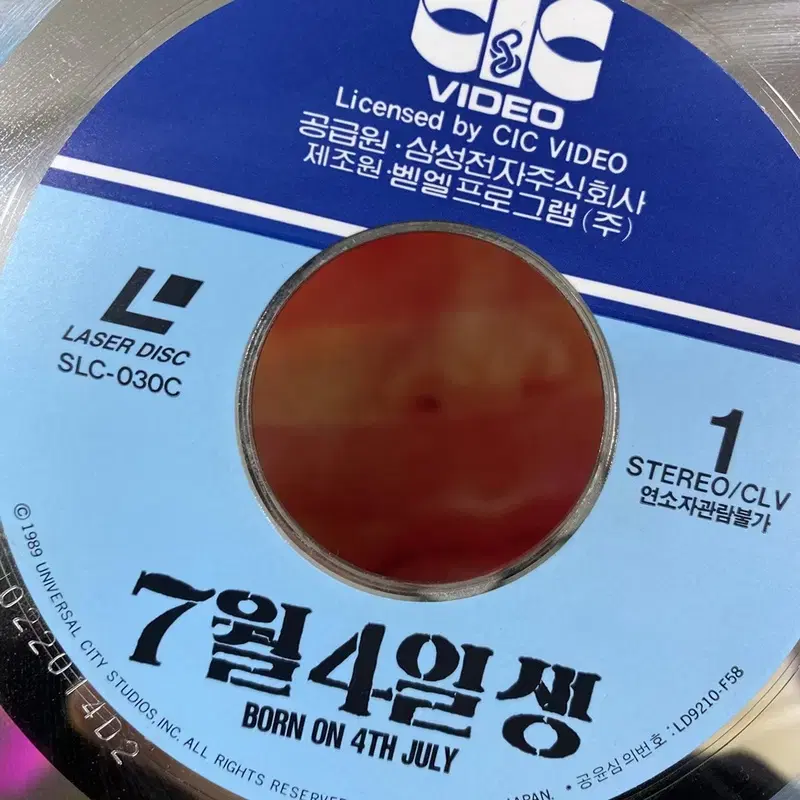 CIC
VIDEO
Licensed by CIC VIDEO
공급원·삼성전자주식회사
제조원·벧엘프로그램(주)
LASER DISC
SLC-030C
1
STEREO/CLV
연소자관람불가
7월4일생
BORN ON 4TH JULY
©1989 UNIVERSAL CITY STUDIOS, INC. ALL RIGHTS RESERVE
JAPAN.
·공윤심의번호:LD9210-F58